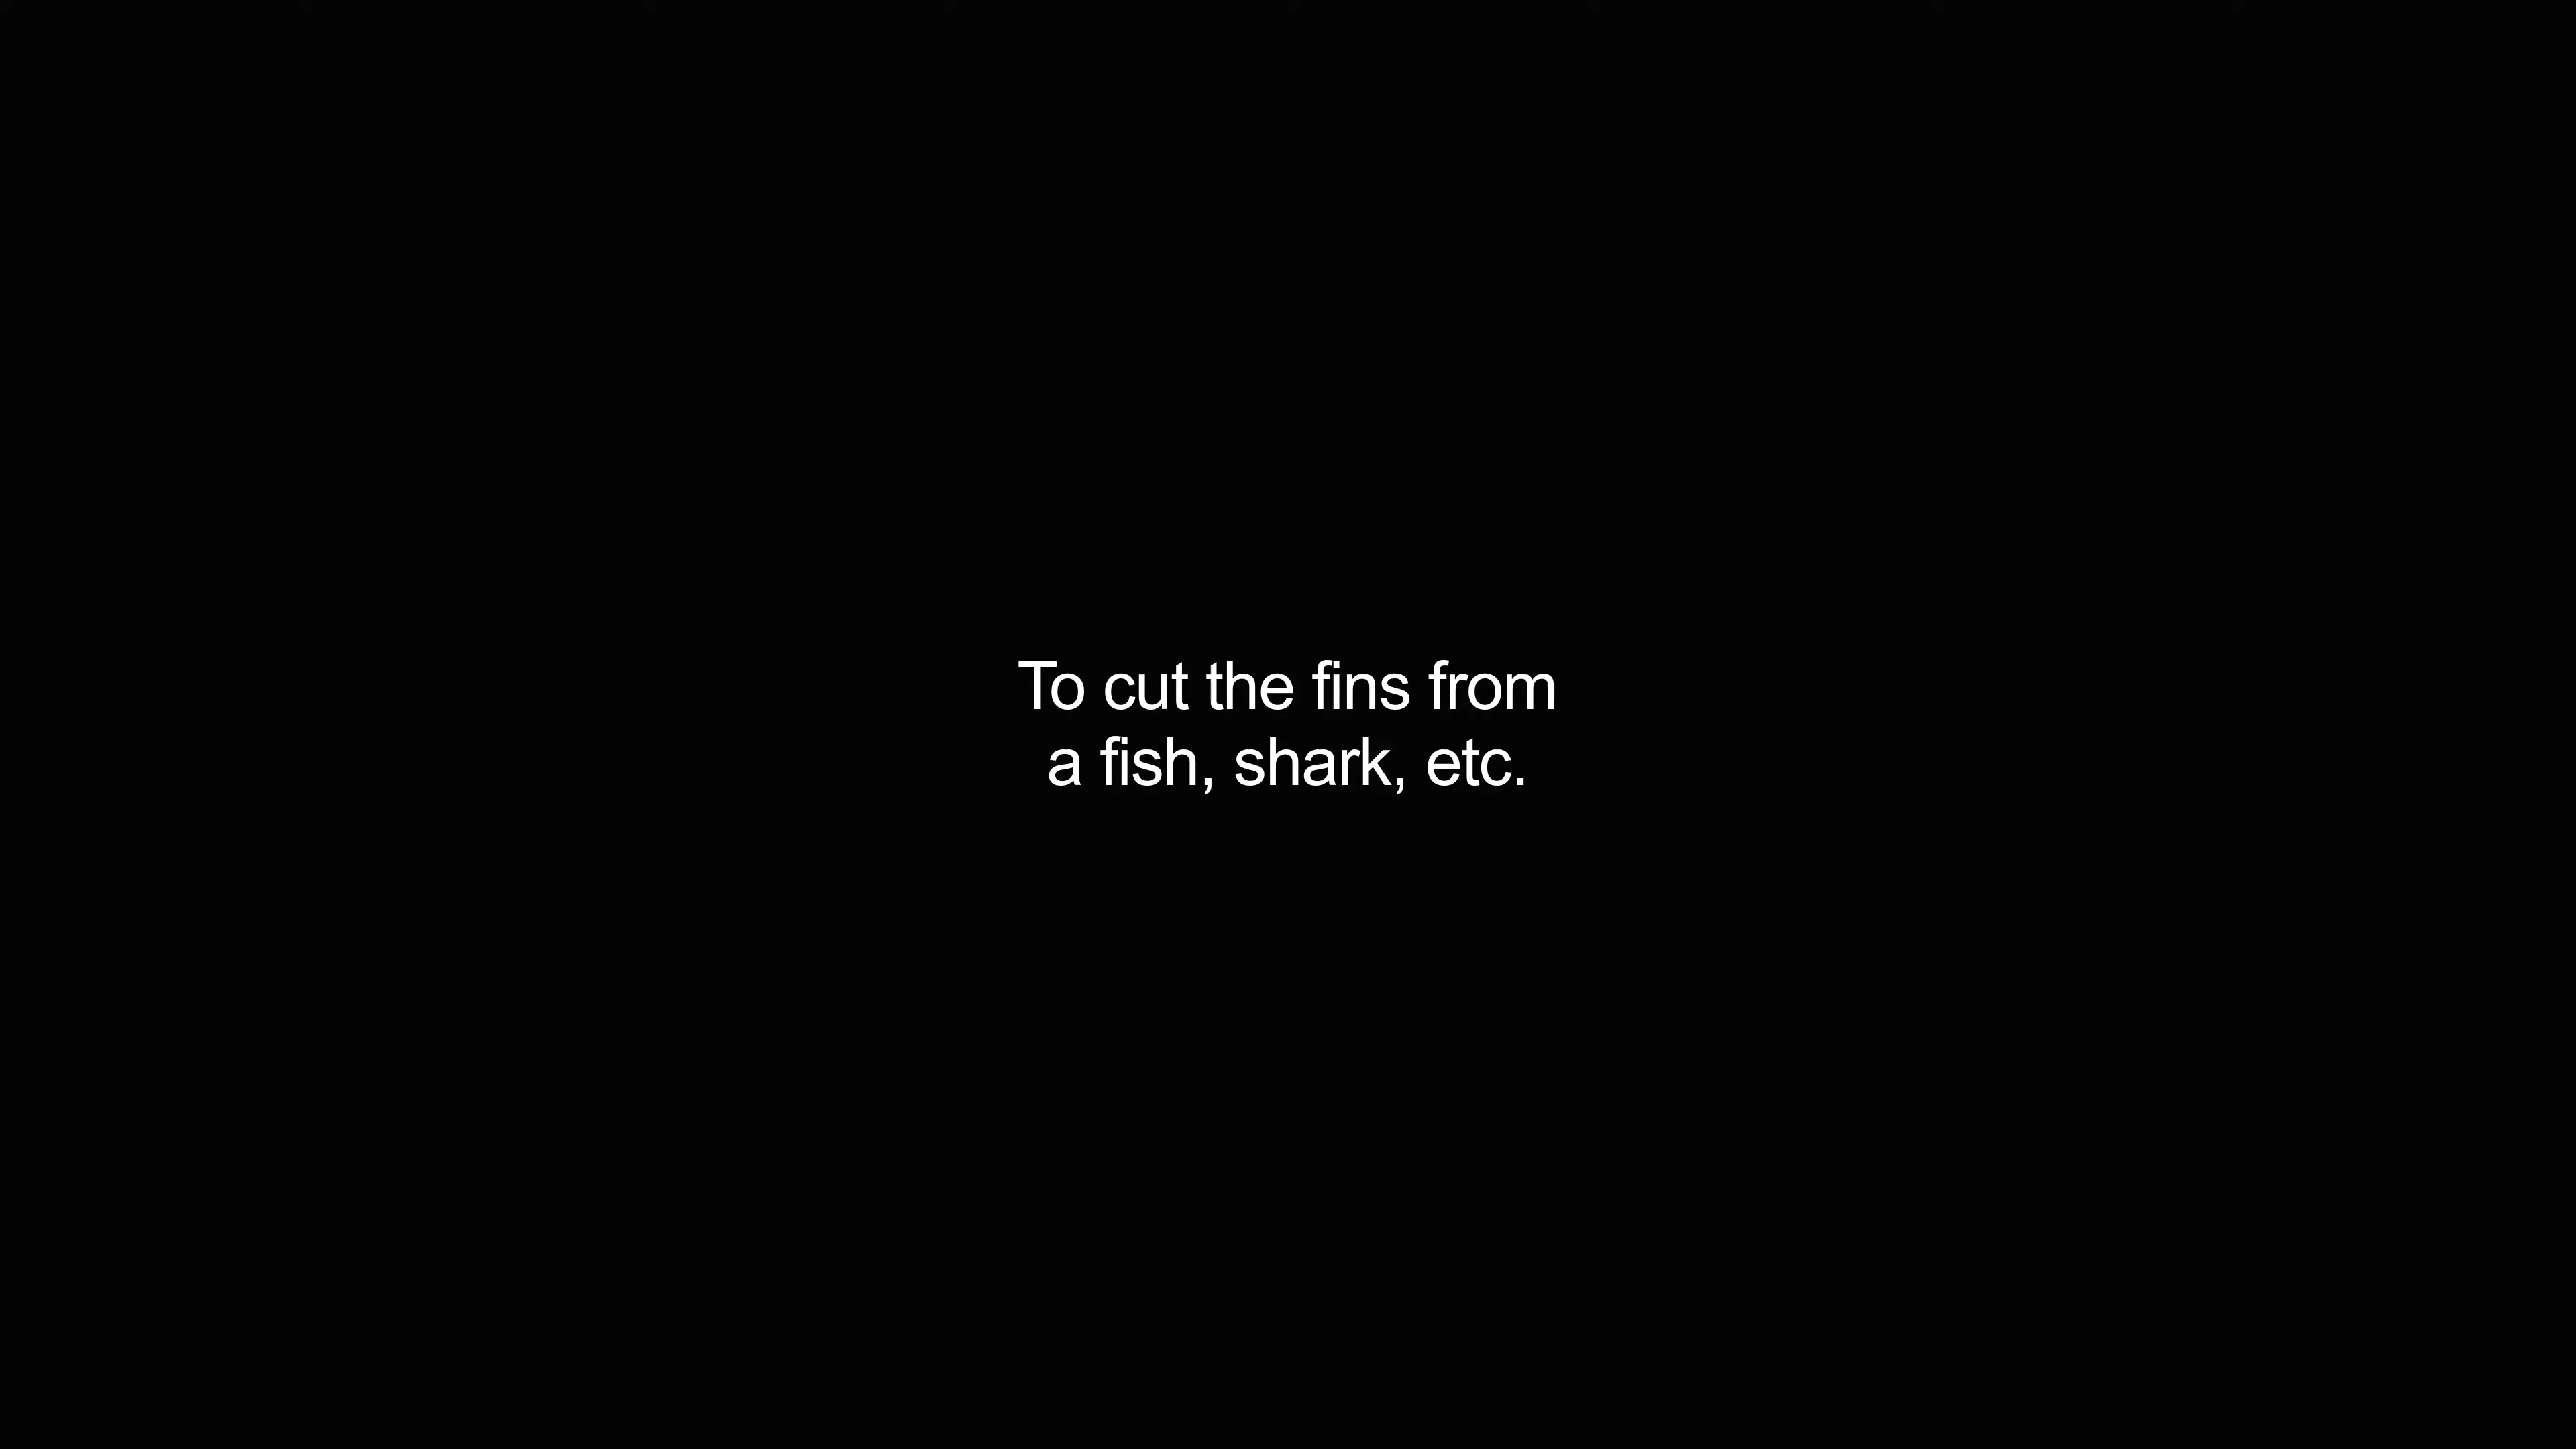 To cut the fins from
a fish, shark, etc.